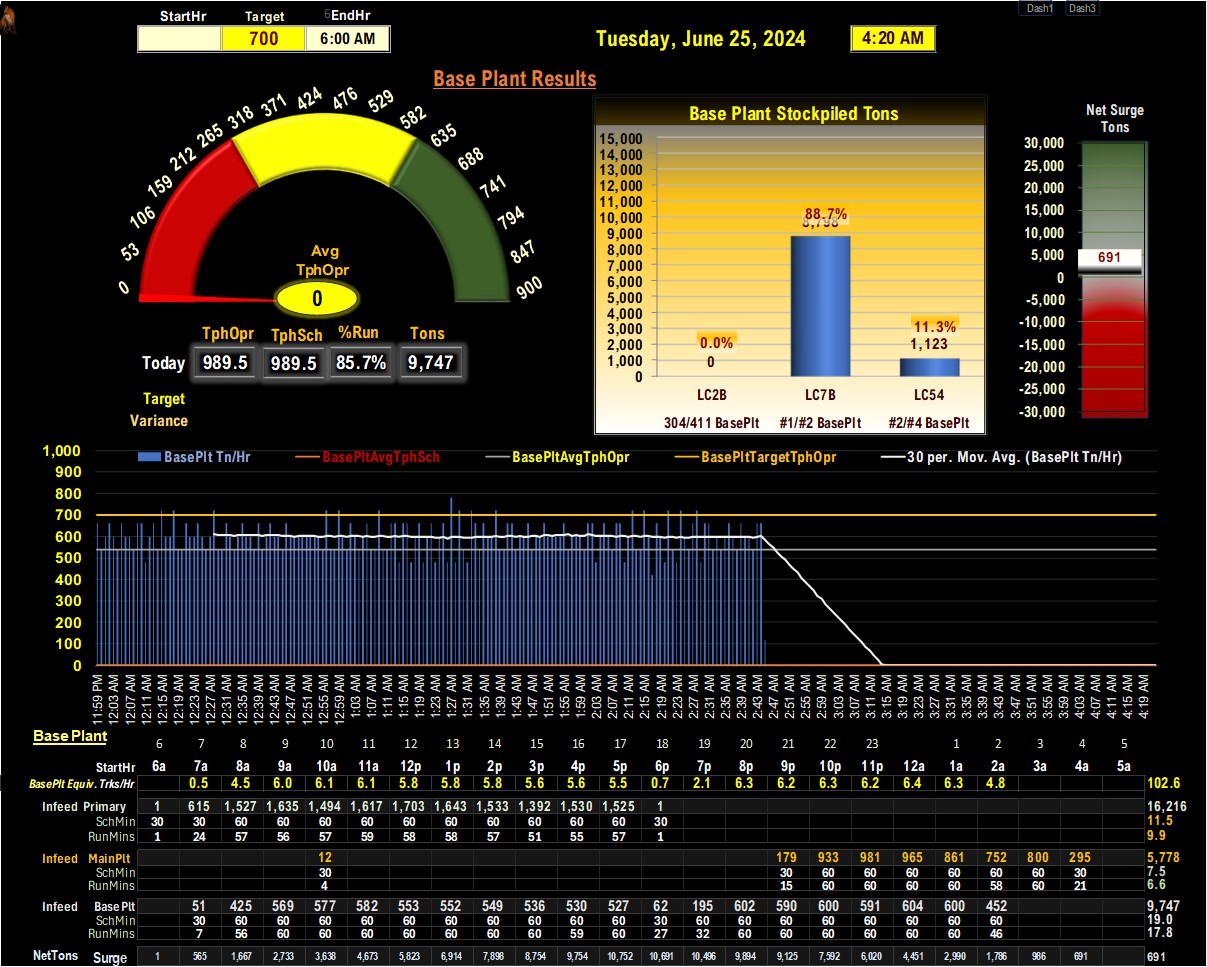 Dash1 Dash3
StartHr Target 6 EndHr
700 6:00 AM
Tuesday, June 25, 2024 4:20 AM
Base Plant Results
0 53 106 159 212 265 318 371 424 476 529 582 635 688 741 794 847 900
Avg
TphOpr
0
TphOpr TphSch %Run Tons
Today 989.5 989.5 85.7% 9,747
Target
Variance
Base Plant Stockpiled Tons
15,000
14,000
13,000
12,000
11,000
10,000
9,000
8,000
7,000
6,000
5,000
4,000
3,000
2,000
1,000
0
88.7%
8,798
0.0%
0
11.3%
1,123
LC2B LC7B LC54
304/411 BasePlt #1/#2 BasePlt #2/#4 BasePlt
Net Surge
Tons
30,000
25,000
20,000
15,000
10,000
5,000
0
-5,000
-10,000
-15,000
-20,000
-25,000
-30,000
691
BasePlt Tn/Hr BasePltAvgTphSch BasePltAvgTphOpr BasePltTargetTphOpr 30 per. Mov. Avg. (BasePlt Tn/Hr)
1,000
900
800
700
600
500
400
300
200
100
0
11:59 PM 12:03 AM 12:07 AM 12:11 AM 12:15 AM 12:19 AM 12:23 AM 12:27 AM 12:31 AM 12:35 AM 12:39 AM 12:43 AM 12:47 AM 12:51 AM 12:55 AM 12:59 AM 1:03 AM 1:07 AM 1:11 AM 1:15 AM 1:19 AM 1:23 AM 1:27 AM 1:31 AM 1:35 AM 1:39 AM 1:43 AM 1:47 AM 1:51 AM 1:55 AM 1:59 AM 2:03 AM 2:07 AM 2:11 AM 2:15 AM 2:19 AM 2:23 AM 2:27 AM 2:31 AM 2:35 AM 2:39 AM 2:43 AM 2:47 AM 2:51 AM 2:55 AM 2:59 AM 3:03 AM 3:07 AM 3:11 AM 3:15 AM 3:19 AM 3:23 AM 3:27 AM 3:31 AM 3:35 AM 3:39 AM 3:43 AM 3:47 AM 3:51 AM 3:55 AM 3:59 AM 4:03 AM 4:07 AM 4:11 AM 4:15 AM 4:19 AM
Base Plant
6 7 8 9 10 11 12 13 14 15 16 17 18 19 20 21 22 23 1 2 3 4 5
StartHr 6a 7a 8a 9a 10a 11a 12p 1p 2p 3p 4p 5p 6p 7p 8p 9p 10p 11p 12a 1a 2a 3a 4a 5a
BasePlt Equiv. Trks/Hr 0.5 4.5 6.0 6.1 6.1 5.8 5.8 5.8 5.6 5.6 5.5 0.7 2.1 6.3 6.2 6.3 6.2 6.4 6.3 4.8 102.6
Infeed Primary 1 615 1,527 1,635 1,494 1,617 1,703 1,643 1,533 1,392 1,530 1,525 1 16,216
SchMin 30 30 60 60 60 60 60 60 60 60 60 60 30 11.5
RunMins 1 24 57 56 57 59 58 58 57 51 55 57 1 9.9
Infeed MainPlt 12 179 933 981 965 861 752 800 295 5,778
SchMin 30 30 60 60 60 60 60 60 30 7.5
RunMins 4 15 60 60 60 60 58 60 21 6.6
Infeed BasePlt 51 425 569 577 582 553 552 549 536 530 527 62 195 602 590 600 591 604 600 452 9,747
SchMin 30 60 60 60 60 60 60 60 60 60 60 30 60 60 60 60 60 60 60 60 19.0
RunMins 7 56 60 60 60 60 60 60 60 59 60 27 32 60 60 60 60 60 60 46 17.8
NetTons Surge 1 565 1,667 2,733 3,638 4,673 5,823 6,914 7,898 8,754 9,754 10,752 10,691 10,496 9,894 9,125 7,592 6,020 4,451 2,990 1,786 986 691 691